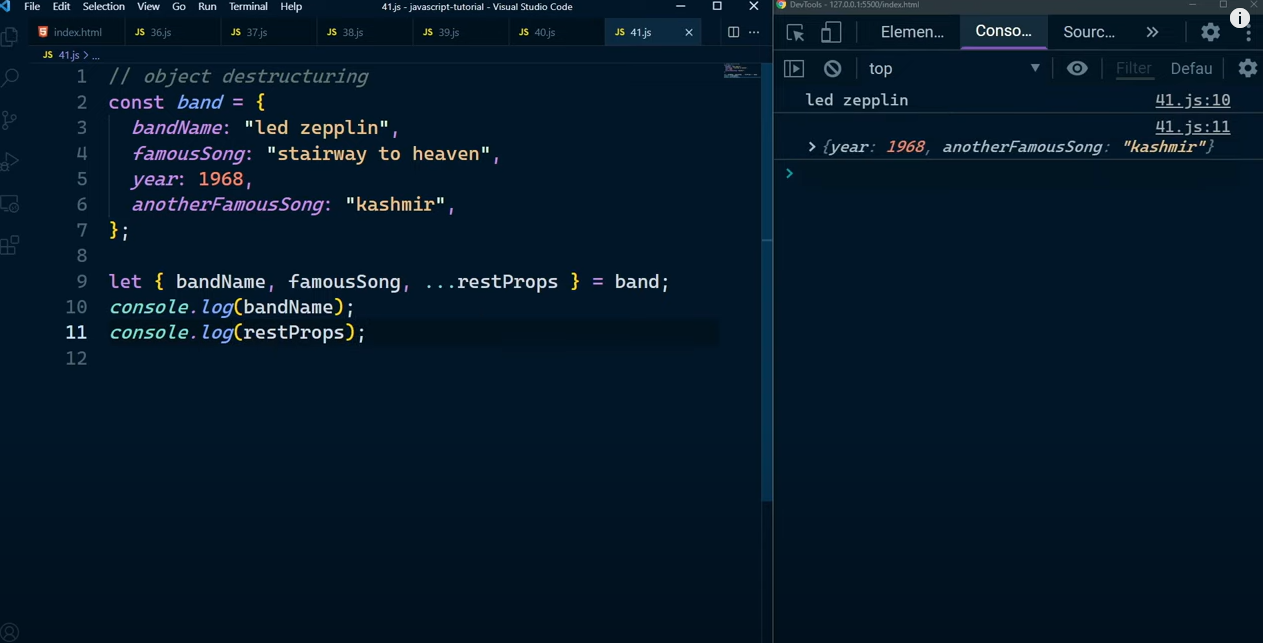 File Edit Selection View Go Run Terminal Help 41.js - javascript-tutorial - Visual Studio Code
index.html JS 36.js JS 37.js JS 38.js JS 39.js JS 40.js JS 41.js
JS 41.js > ...
1 // object destructuring
2 const band = {
3 bandName: "led zepplin",
4 famousSong: "stairway to heaven",
5 year: 1968,
6 anotherFamousSong: "kashmir",
7 };
8
9 let { bandName, famousSong, ...restProps } = band;
10 console.log(bandName);
11 console.log(restProps);
12
DevTools - 127.0.0.1:5500/index.html
Elemen... Conso... Sourc...
top Filter Defau
led zepplin 41.js:10
41.js:11
{year: 1968, anotherFamousSong: "kashmir"}